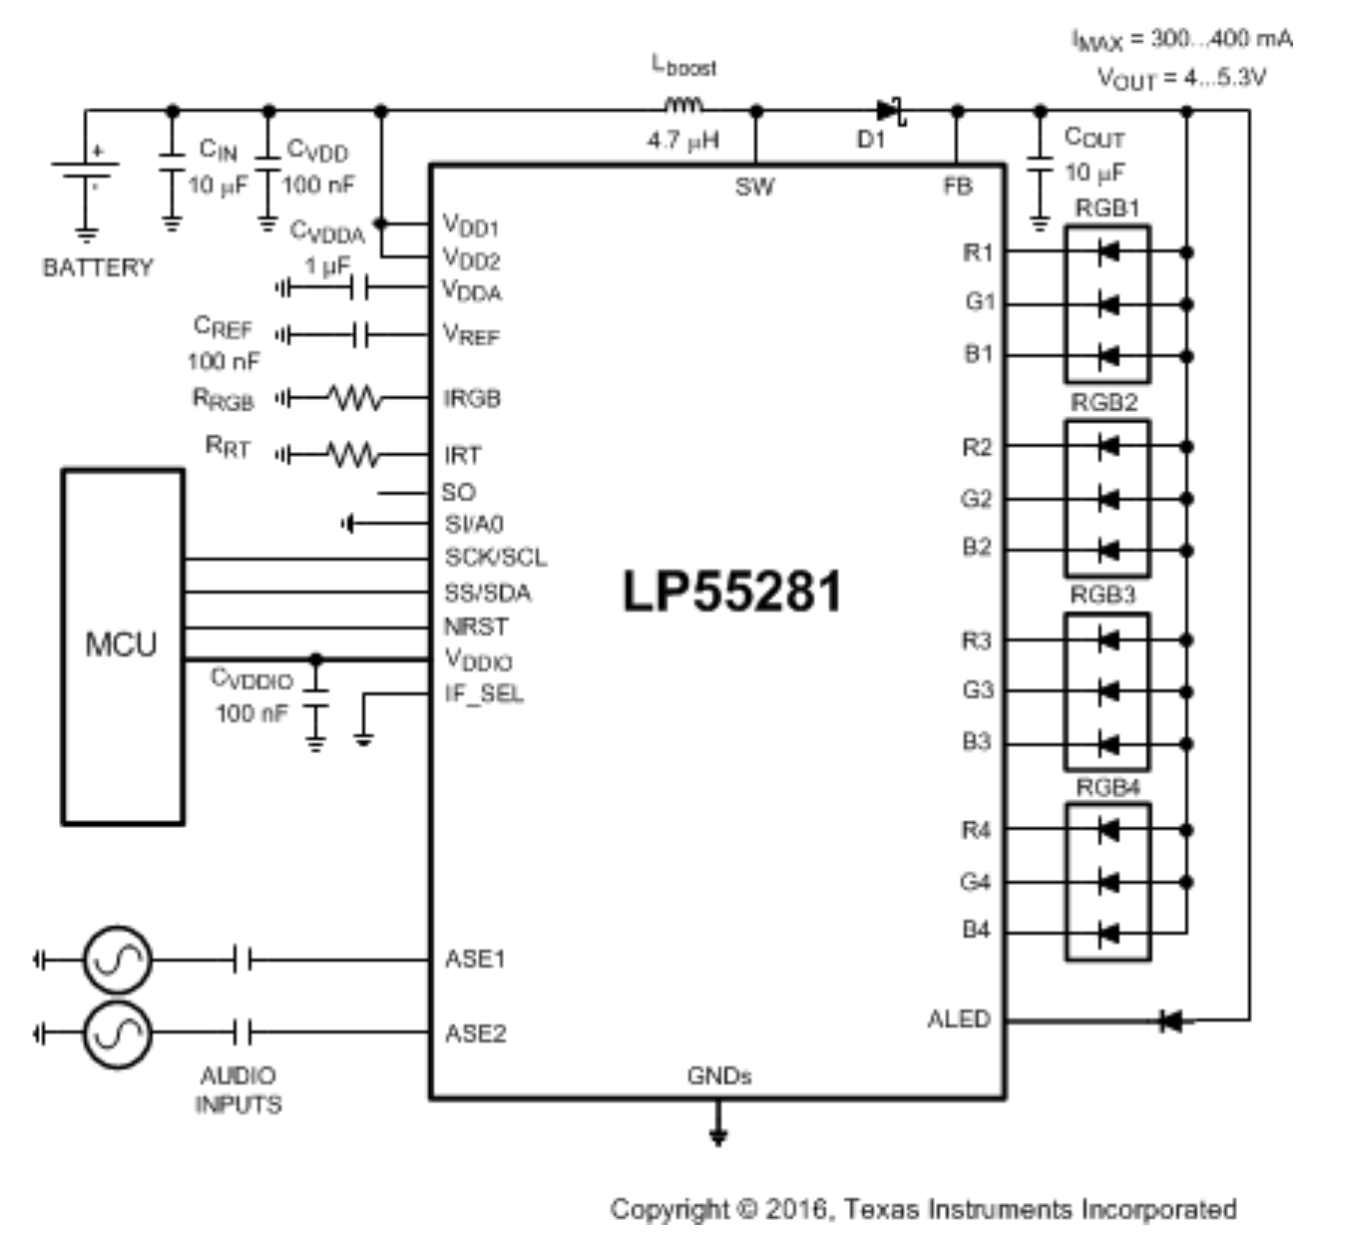 IMAX = 300...400 mA
VOUT = 4...5.3V
Lboost
4.7 µH
D1
+
-
BATTERY
CIN
10 µF
CVDD
100 nF
COUT
10 µF
SW
FB
CVDDA
1 µF
CREF
100 nF
RRGB
RRT
VDD1
VDD2
VDDA
VREF
IRGB
IRT
SO
SI/A0
SCK/SCL
SS/SDA
NRST
VDDIO
IF_SEL
MCU
CVDDIO
100 nF
LP55281
RGB1
R1
G1
B1
RGB2
R2
G2
B2
RGB3
R3
G3
B3
RGB4
R4
G4
B4
ASE1
ASE2
ALED
AUDIO
INPUTS
GNDs
Copyright © 2016, Texas Instruments Incorporated